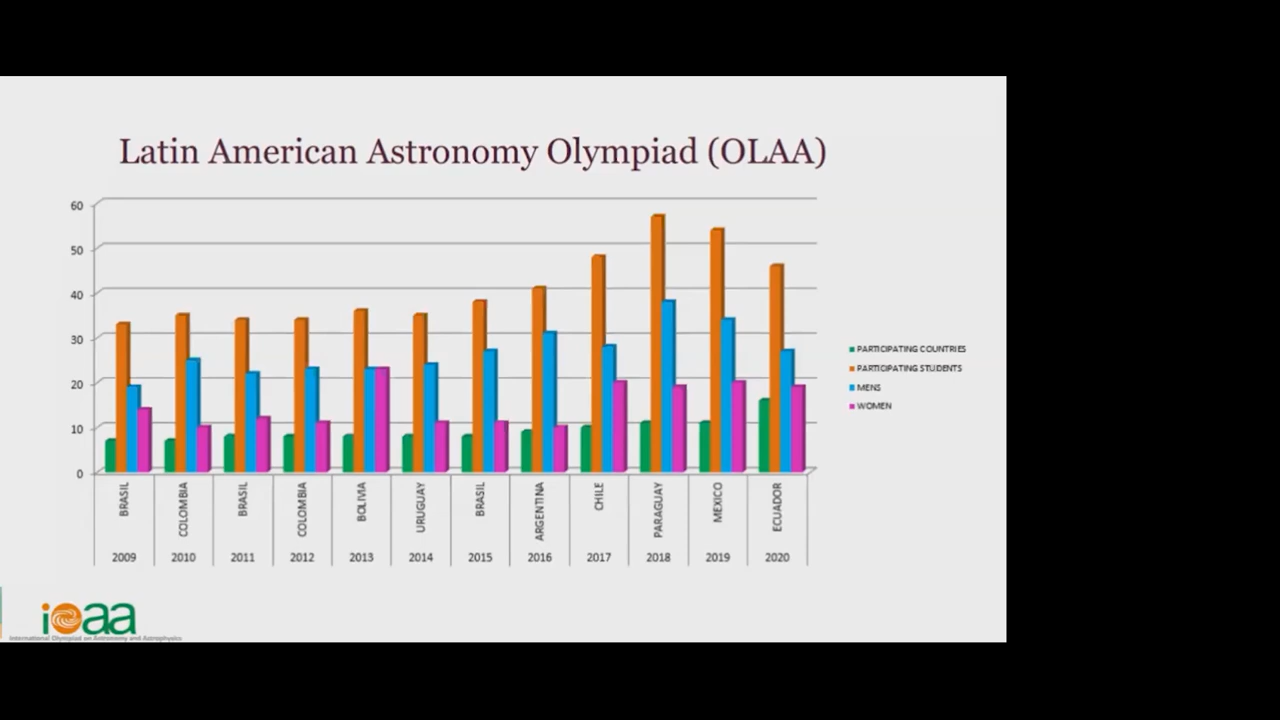 Latin American Astronomy Olympiad (OLAA)
60
50
40
30
20
10
0
BRASIL
COLOMBIA
BRASIL
COLOMBIA
BOLIVIA
URUGUAY
BRASIL
ARGENTINA
CHILE
PARAGUAY
MEXICO
ECUADOR
2009 2010 2011 2012 2013 2014 2015 2016 2017 2018 2019 2020
PARTICIPATING COUNTRIES
PARTICIPATING STUDENTS
MENS
WOMEN
ioaa
International Olympiad on Astronomy and Astrophysics